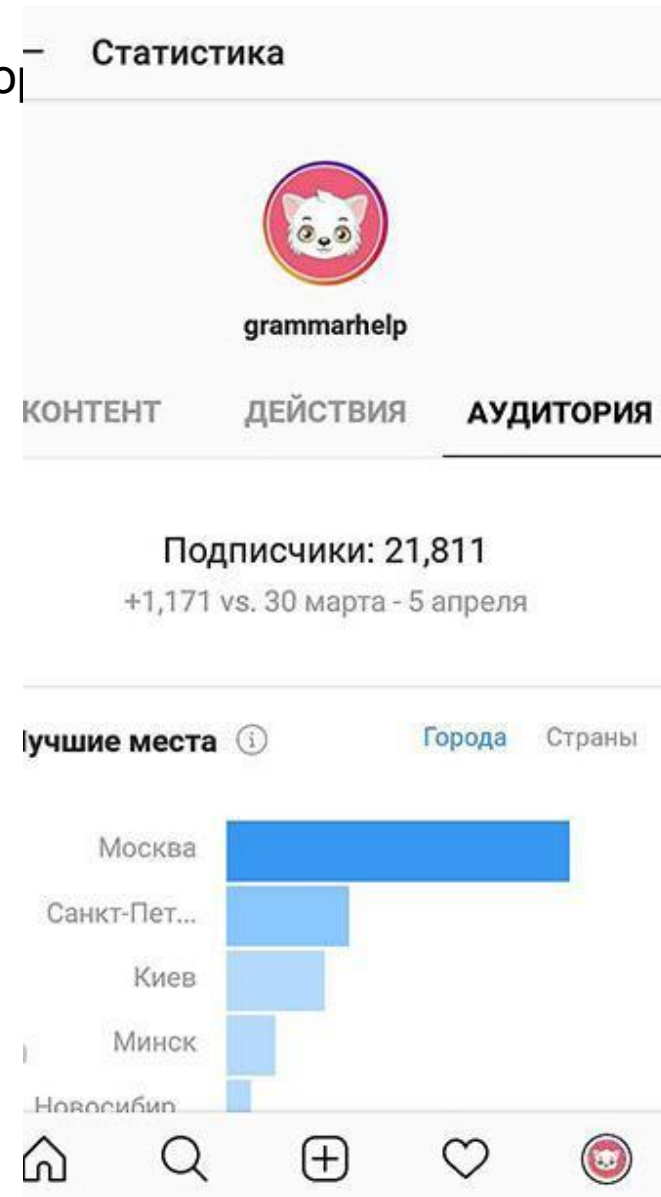 Статистика
grammarhelp
КОНТЕНТ ДЕЙСТВИЯ АУДИТОРИЯ
Подписчики: 21,811
+1,171 vs. 30 марта - 5 апреля
учшие места Города Страны
Москва
Санкт-Пет...
Киев
Минск
Новосибир